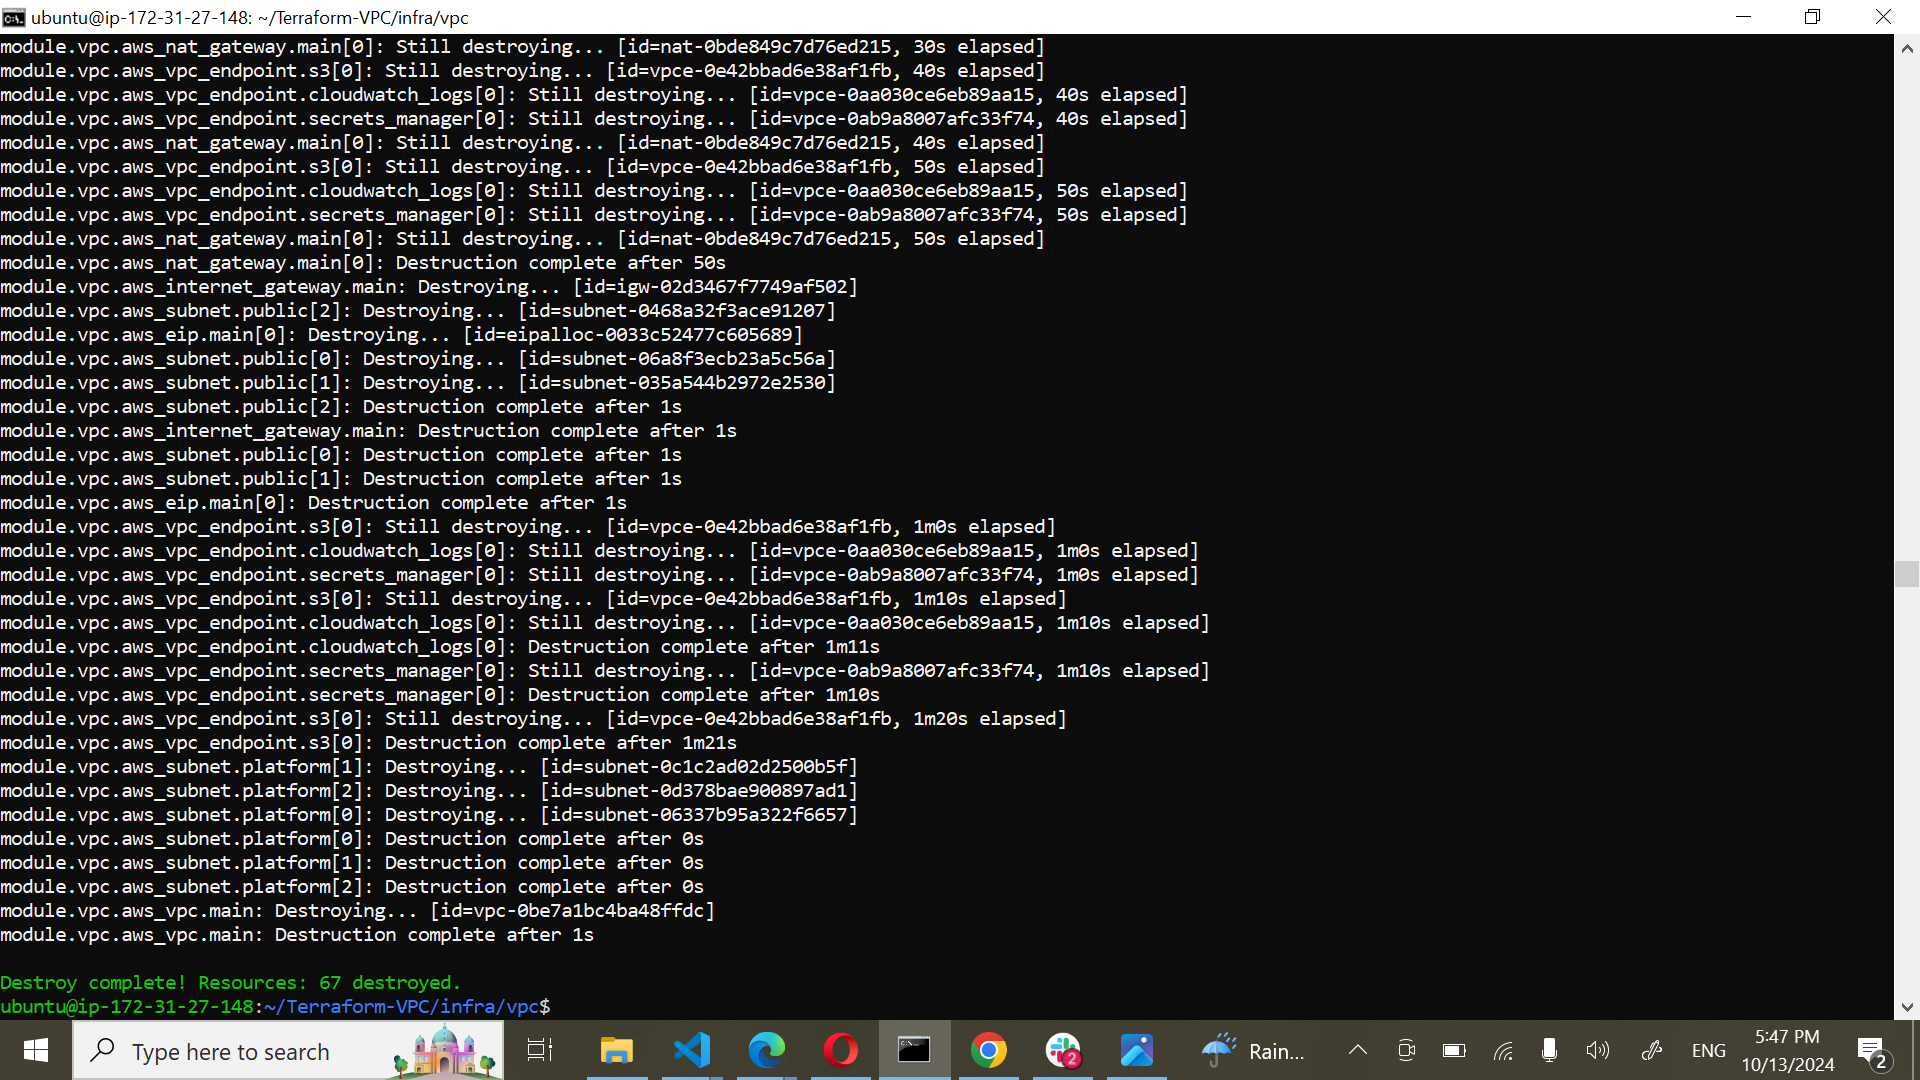 ubuntu@ip-172-31-27-148: ~/Terraform-VPC/infra/vpc
module.vpc.aws_nat_gateway.main[0]: Still destroying... [id=nat-0bde849c7d76ed215, 30s elapsed]
module.vpc.aws_vpc_endpoint.s3[0]: Still destroying... [id=vpce-0e42bbad6e38af1fb, 40s elapsed]
module.vpc.aws_vpc_endpoint.cloudwatch_logs[0]: Still destroying... [id=vpce-0aa030ce6eb89aa15, 40s elapsed]
module.vpc.aws_vpc_endpoint.secrets_manager[0]: Still destroying... [id=vpce-0ab9a8007afc33f74, 40s elapsed]
module.vpc.aws_nat_gateway.main[0]: Still destroying... [id=nat-0bde849c7d76ed215, 40s elapsed]
module.vpc.aws_vpc_endpoint.s3[0]: Still destroying... [id=vpce-0e42bbad6e38af1fb, 50s elapsed]
module.vpc.aws_vpc_endpoint.cloudwatch_logs[0]: Still destroying... [id=vpce-0aa030ce6eb89aa15, 50s elapsed]
module.vpc.aws_vpc_endpoint.secrets_manager[0]: Still destroying... [id=vpce-0ab9a8007afc33f74, 50s elapsed]
module.vpc.aws_nat_gateway.main[0]: Still destroying... [id=nat-0bde849c7d76ed215, 50s elapsed]
module.vpc.aws_nat_gateway.main[0]: Destruction complete after 50s
module.vpc.aws_internet_gateway.main: Destroying... [id=igw-02d3467f7749af502]
module.vpc.aws_subnet.public[2]: Destroying... [id=subnet-0468a32f3ace91207]
module.vpc.aws_eip.main[0]: Destroying... [id=eipalloc-0033c52477c605689]
module.vpc.aws_subnet.public[0]: Destroying... [id=subnet-06a8f3ecb23a5c56a]
module.vpc.aws_subnet.public[1]: Destroying... [id=subnet-035a544b2972e2530]
module.vpc.aws_subnet.public[2]: Destruction complete after 1s
module.vpc.aws_internet_gateway.main: Destruction complete after 1s
module.vpc.aws_subnet.public[0]: Destruction complete after 1s
module.vpc.aws_subnet.public[1]: Destruction complete after 1s
module.vpc.aws_eip.main[0]: Destruction complete after 1s
module.vpc.aws_vpc_endpoint.s3[0]: Still destroying... [id=vpce-0e42bbad6e38af1fb, 1m0s elapsed]
module.vpc.aws_vpc_endpoint.cloudwatch_logs[0]: Still destroying... [id=vpce-0aa030ce6eb89aa15, 1m0s elapsed]
module.vpc.aws_vpc_endpoint.secrets_manager[0]: Still destroying... [id=vpce-0ab9a8007afc33f74, 1m0s elapsed]
module.vpc.aws_vpc_endpoint.s3[0]: Still destroying... [id=vpce-0e42bbad6e38af1fb, 1m10s elapsed]
module.vpc.aws_vpc_endpoint.cloudwatch_logs[0]: Still destroying... [id=vpce-0aa030ce6eb89aa15, 1m10s elapsed]
module.vpc.aws_vpc_endpoint.cloudwatch_logs[0]: Destruction complete after 1m11s
module.vpc.aws_vpc_endpoint.secrets_manager[0]: Still destroying... [id=vpce-0ab9a8007afc33f74, 1m10s elapsed]
module.vpc.aws_vpc_endpoint.secrets_manager[0]: Destruction complete after 1m10s
module.vpc.aws_vpc_endpoint.s3[0]: Still destroying... [id=vpce-0e42bbad6e38af1fb, 1m20s elapsed]
module.vpc.aws_vpc_endpoint.s3[0]: Destruction complete after 1m21s
module.vpc.aws_subnet.platform[1]: Destroying... [id=subnet-0c1c2ad02d2500b5f]
module.vpc.aws_subnet.platform[2]: Destroying... [id=subnet-0d378bae900897ad1]
module.vpc.aws_subnet.platform[0]: Destroying... [id=subnet-06337b95a322f6657]
module.vpc.aws_subnet.platform[0]: Destruction complete after 0s
module.vpc.aws_subnet.platform[1]: Destruction complete after 0s
module.vpc.aws_subnet.platform[2]: Destruction complete after 0s
module.vpc.aws_vpc.main: Destroying... [id=vpc-0be7a1bc4ba48ffdc]
module.vpc.aws_vpc.main: Destruction complete after 1s
Destroy complete! Resources: 67 destroyed.
ubuntu@ip-172-31-27-148:~/Terraform-VPC/infra/vpc$
Type here to search
2
Rain...
ENG
5:47 PM
10/13/2024
2